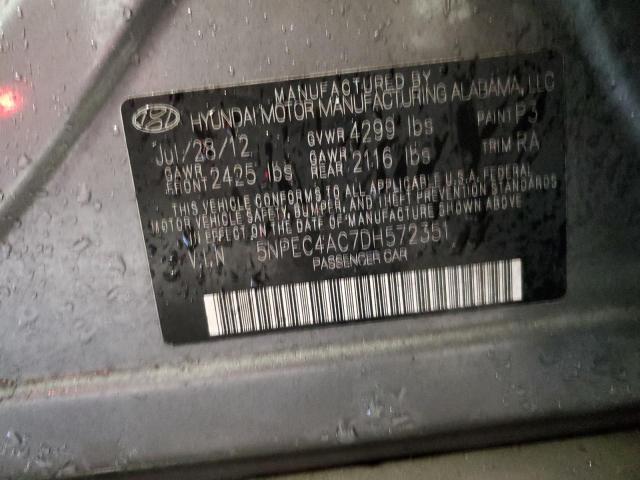 MANUFACTURED BY
HYUNDAI MOTOR MANUFACTURING ALABAMA, LLC
JUl/28/12 GVWR 4299 lbs PAINT P3
GAWR FRONT 2425 lbs GAWR REAR 2116 lbs TRIM RA
THIS VEHICLE CONFORMS TO ALL APPLICABLE U.S.A. FEDERAL
MOTOR VEHICLE SAFETY, BUMPER, AND THEFT PREVENTION STANDARDS
IN EFFECT ON THE DATE OF MANUFACTURE SHOWN ABOVE
V.I.N 5NPEC4AC7DH572351
PASSENGER CAR